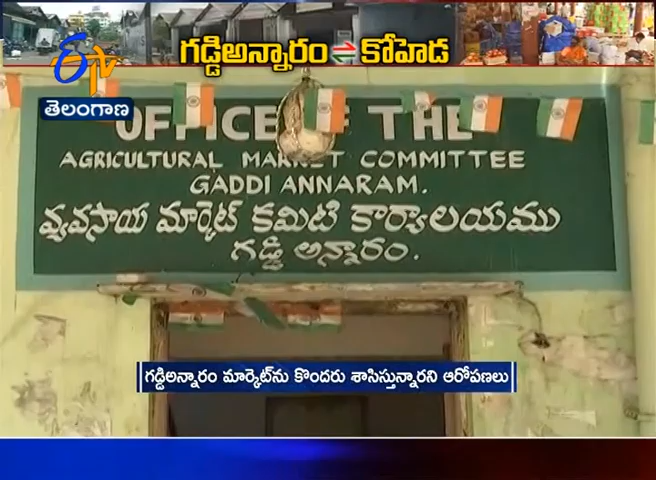 గడ్డిఅన్నారం ⇌ కోహెడ
etv
తెలంగాణ
OFFICE OF THE
AGRICULTURAL MARKET COMMITTEE
GADDI ANNARAM.
వ్యవసాయ మార్కెట్ కమిటి కార్యాలయము
గడ్డి అన్నారం.
గడ్డిఅన్నారం మార్కెట్‌ను కొందరు శాసిస్తున్నారని ఆరోపణలు